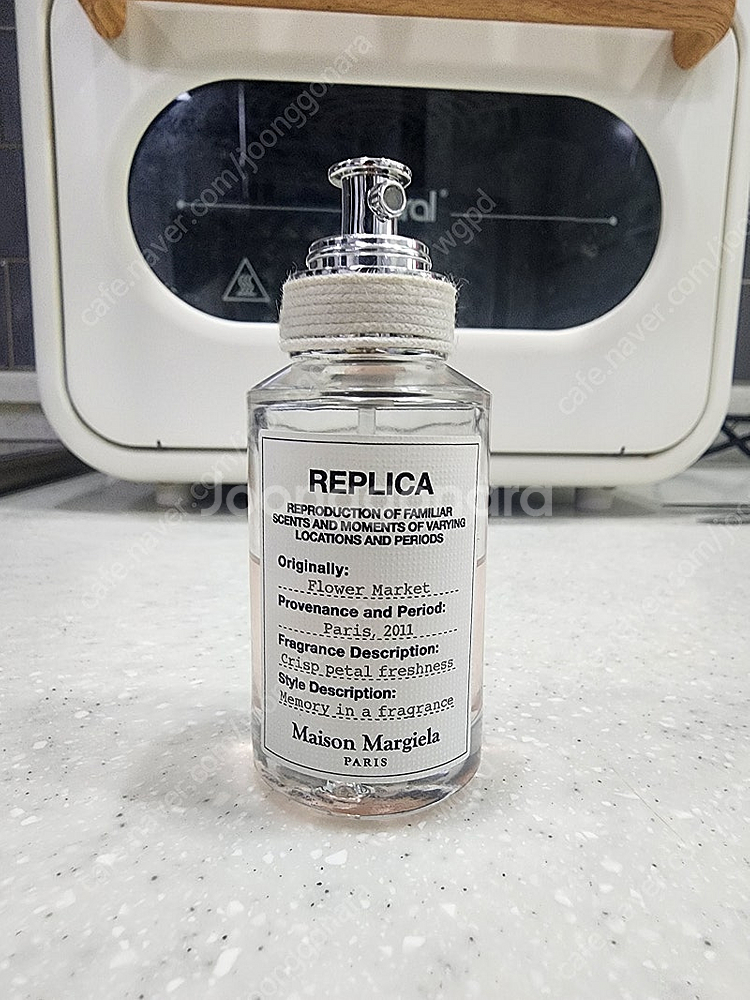 REPLICA
REPRODUCTION OF FAMILIAR
SCENTS AND MOMENTS OF VARYING
LOCATIONS AND PERIODS
Originally:
Flower Market
Provenance and Period:
Paris, 2011
Fragrance Description:
Crisp petal freshness
Style Description:
Memory in a fragrance
Maison Margiela
PARIS
Joonggonara
cafe.naver.com/joonggonara